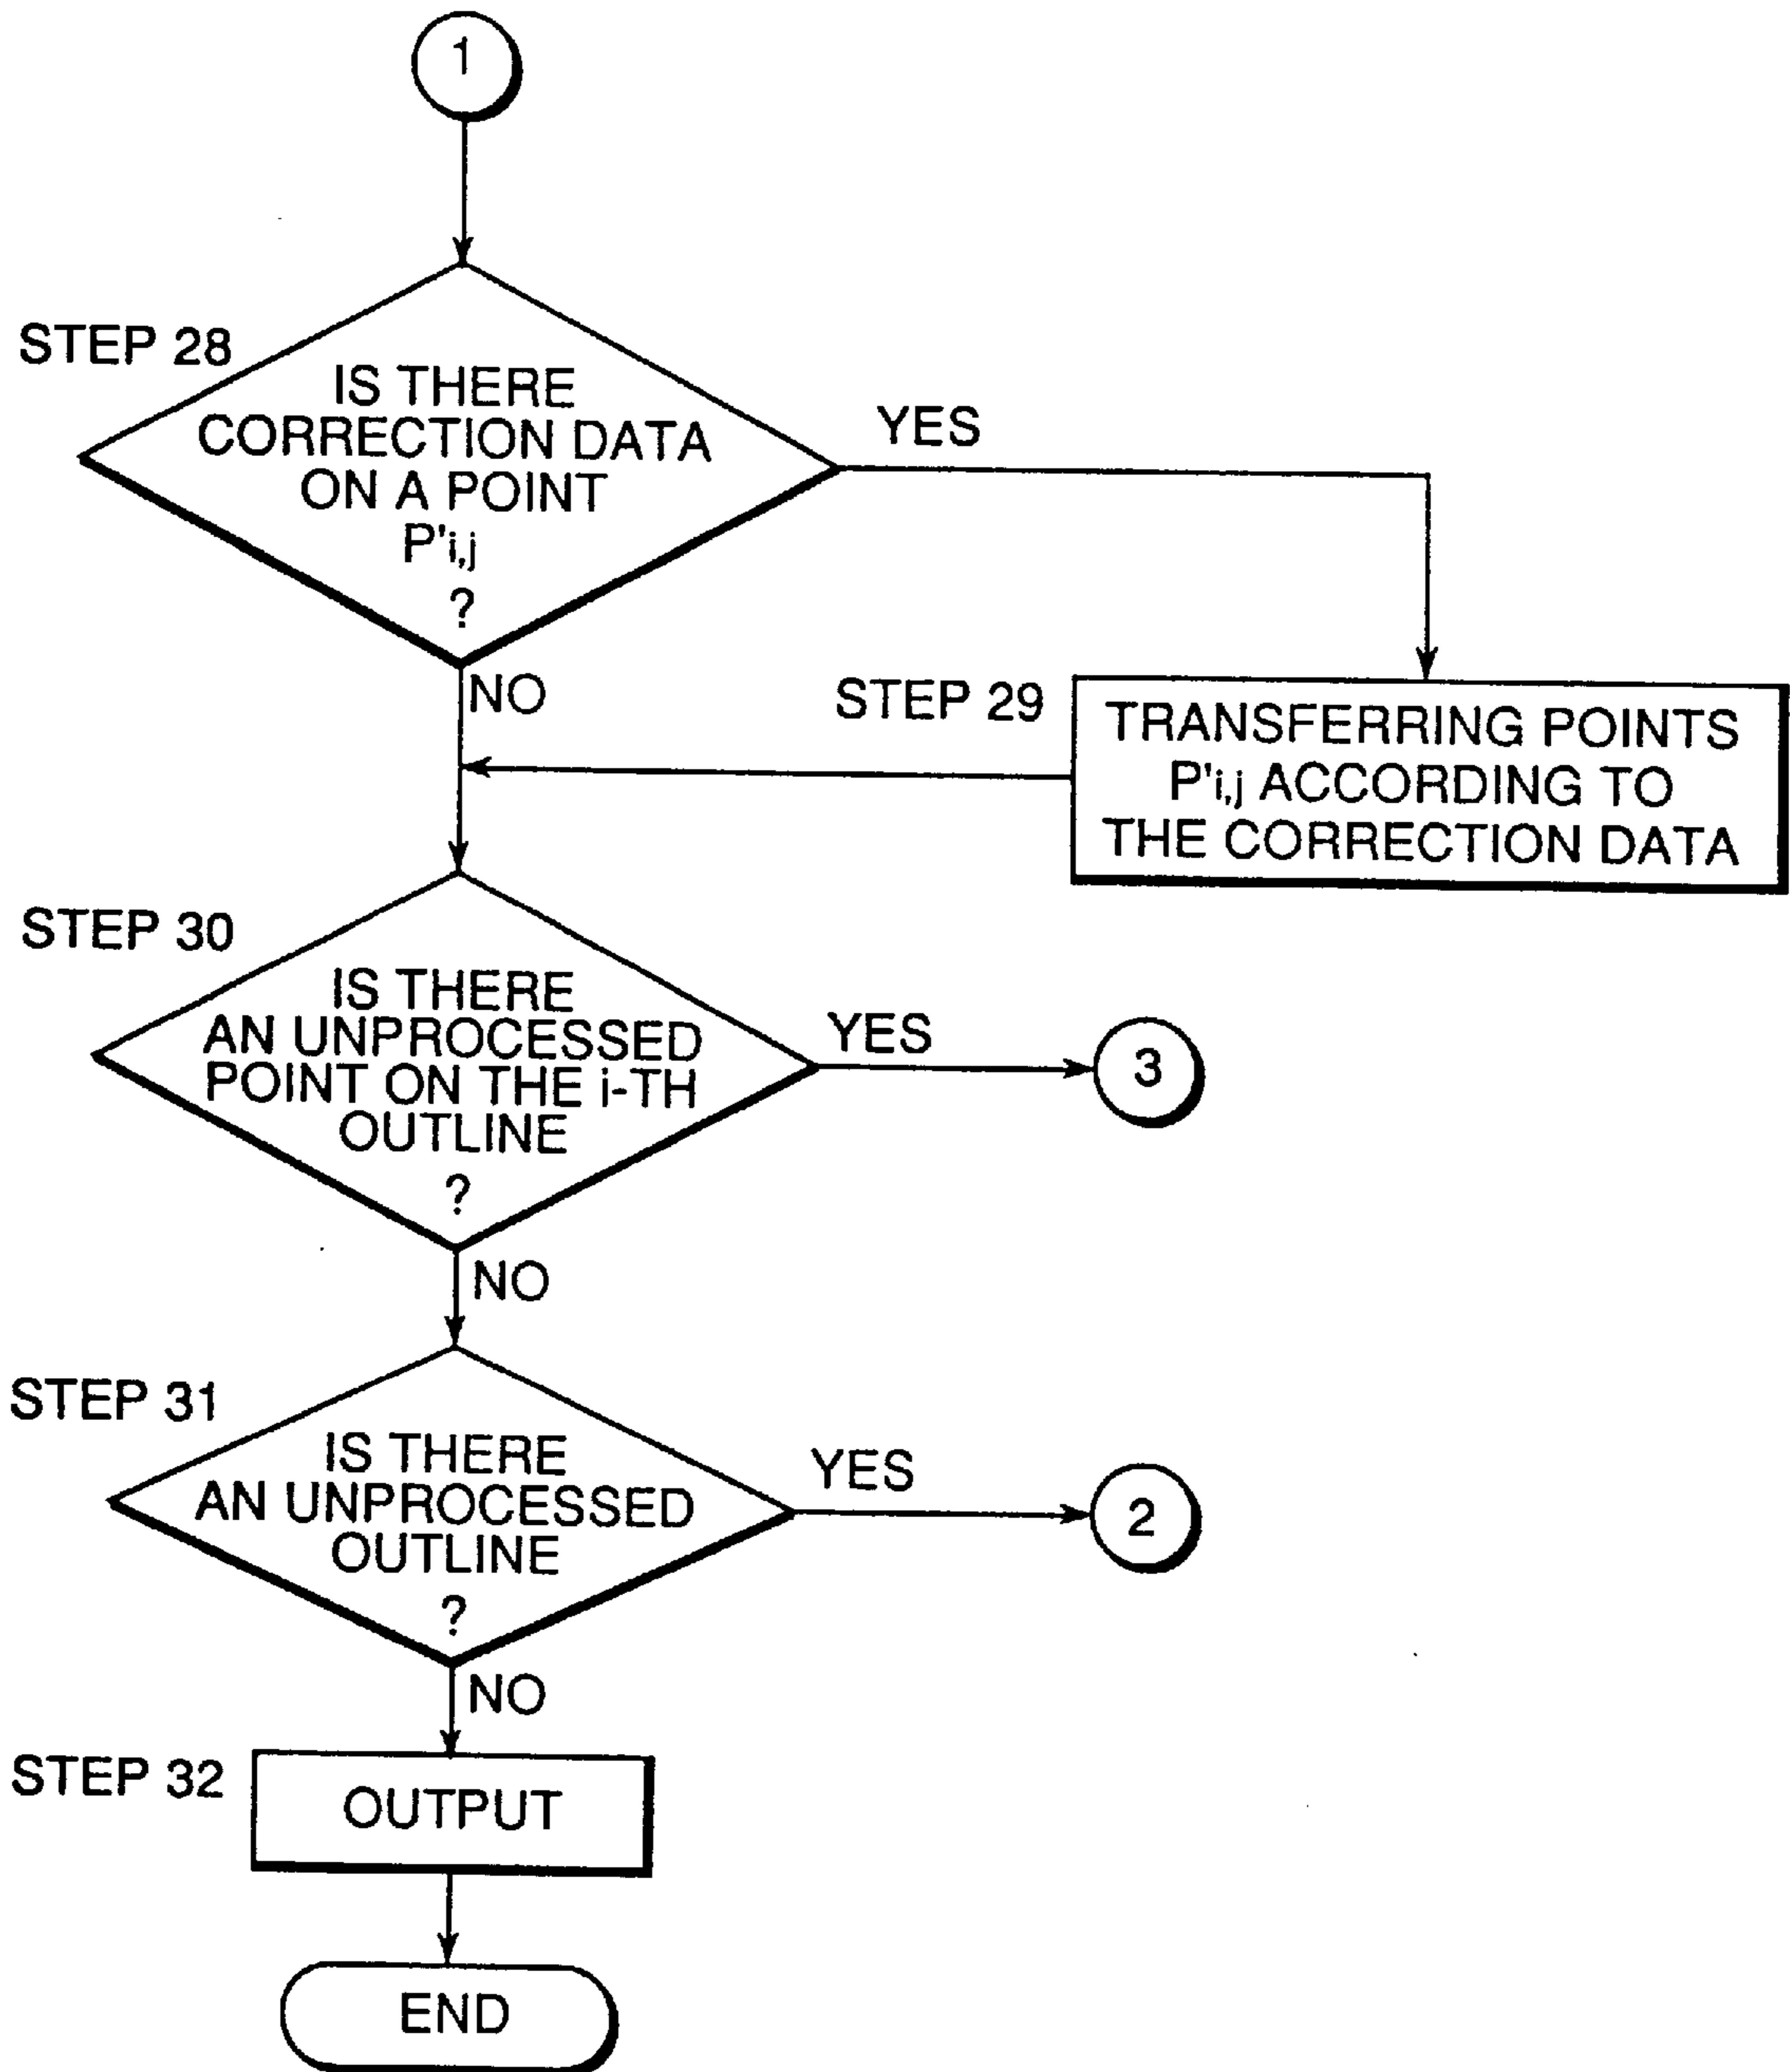 1
STEP 28
IS THERE
CORRECTION DATA
ON A POINT
P'i,j
?
YES
NO
STEP 29
TRANSFERRING POINTS
P'i,j ACCORDING TO
THE CORRECTION DATA
STEP 30
IS THERE
AN UNPROCESSED
POINT ON THE i-TH
OUTLINE
?
YES
3
NO
STEP 31
IS THERE
AN UNPROCESSED
OUTLINE
?
YES
2
NO
STEP 32
OUTPUT
END